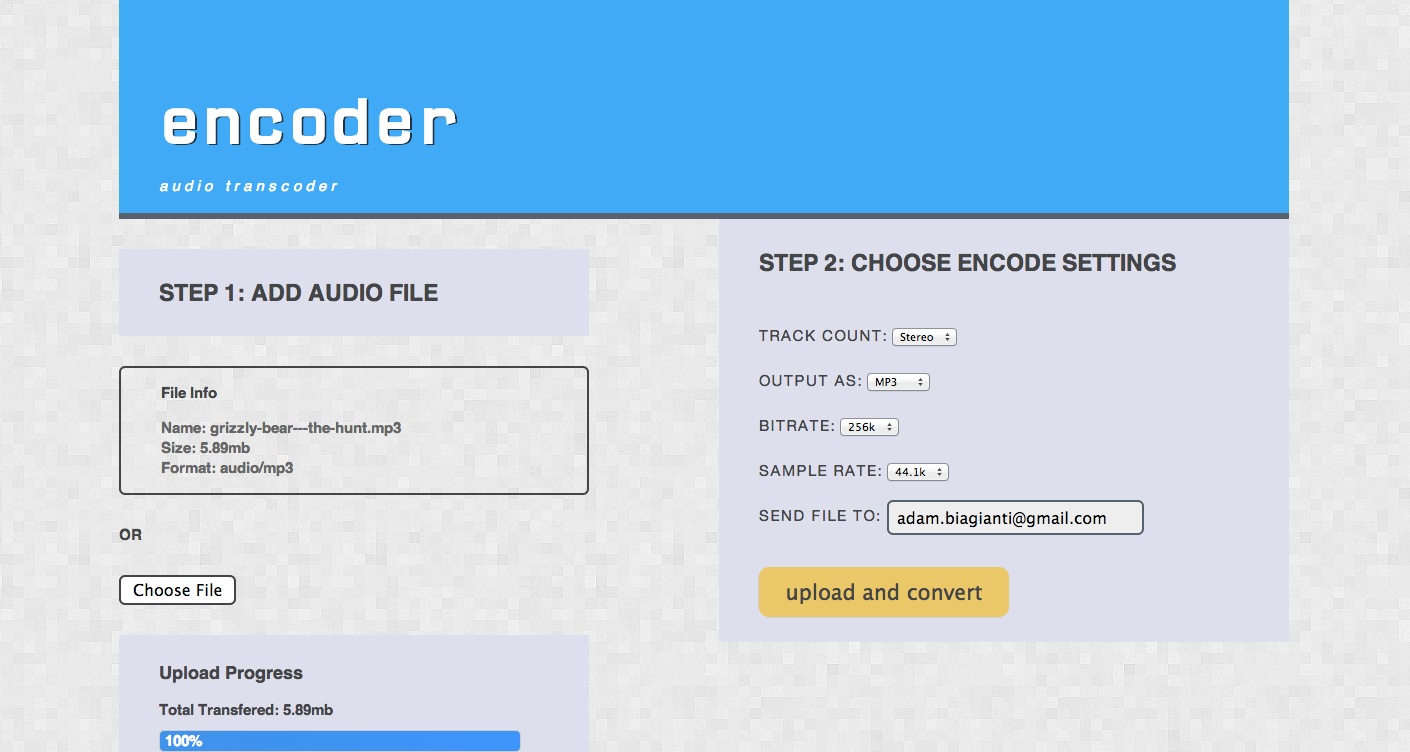 encoder
audio transcoder
STEP 1: ADD AUDIO FILE
File Info
Name: grizzly-bear---the-hunt.mp3
Size: 5.89mb
Format: audio/mp3
OR
Choose File
Upload Progress
Total Transfered: 5.89mb
100%
STEP 2: CHOOSE ENCODE SETTINGS
TRACK COUNT: Stereo
OUTPUT AS: MP3
BITRATE: 256k
SAMPLE RATE: 44.1k
SEND FILE TO: adam.biagianti@gmail.com
upload and convert